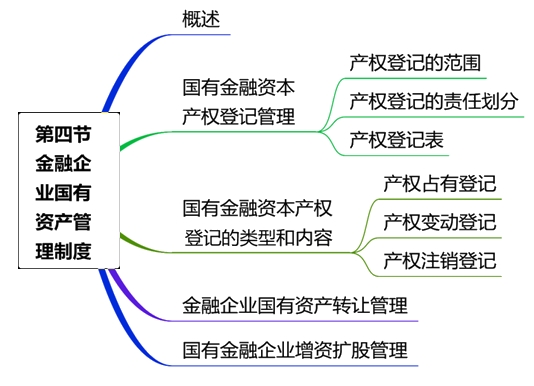 第四节
金融企
业国有
资产管
理制度
概述
国有金融资本
产权登记管理
产权登记的范围
产权登记的责任划分
产权登记表
国有金融资本产权
登记的类型和内容
产权占有登记
产权变动登记
产权注销登记
金融企业国有资产转让管理
国有金融企业增资扩股管理